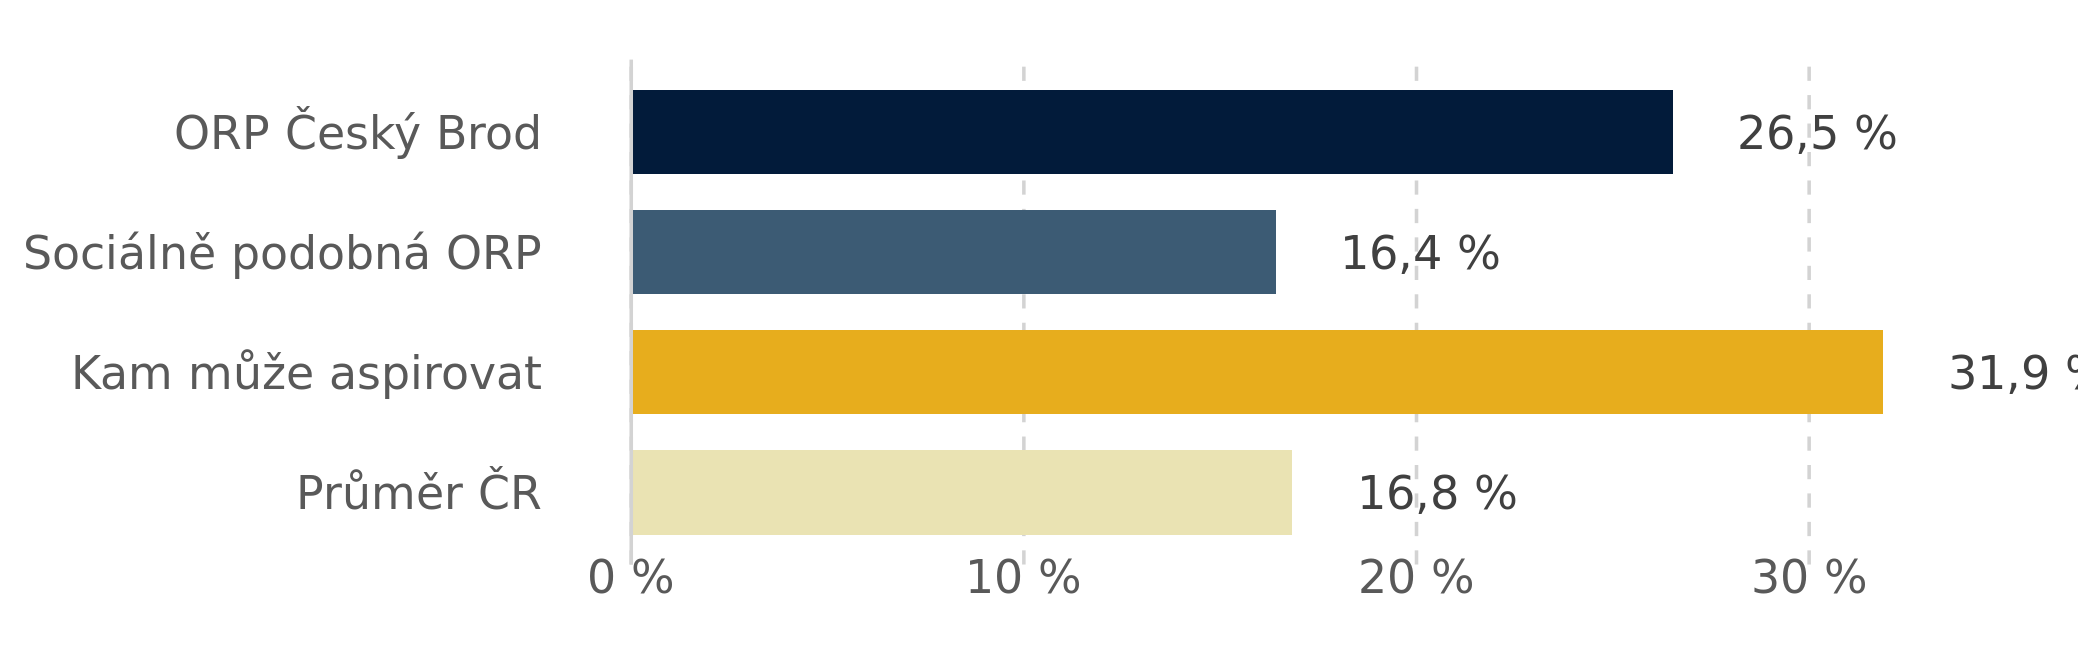 ORP Český Brod
26,5 %
Sociálně podobná ORP
16,4 %
Kam může aspirovat
31,9 %
Průměr ČR
16,8 %
0 %
10 %
20 %
30 %